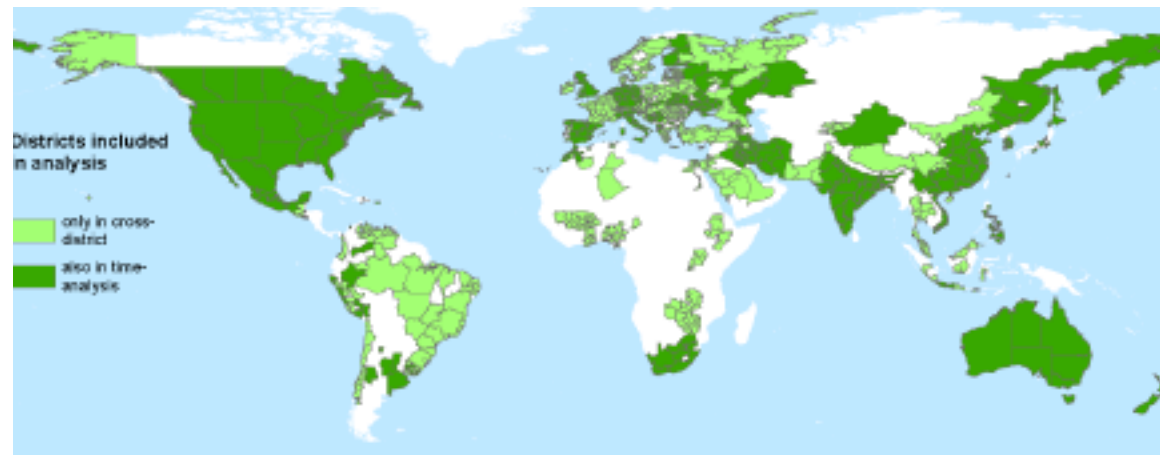 Districts included
in analysis
only in cross-
district
also in time-
analysis